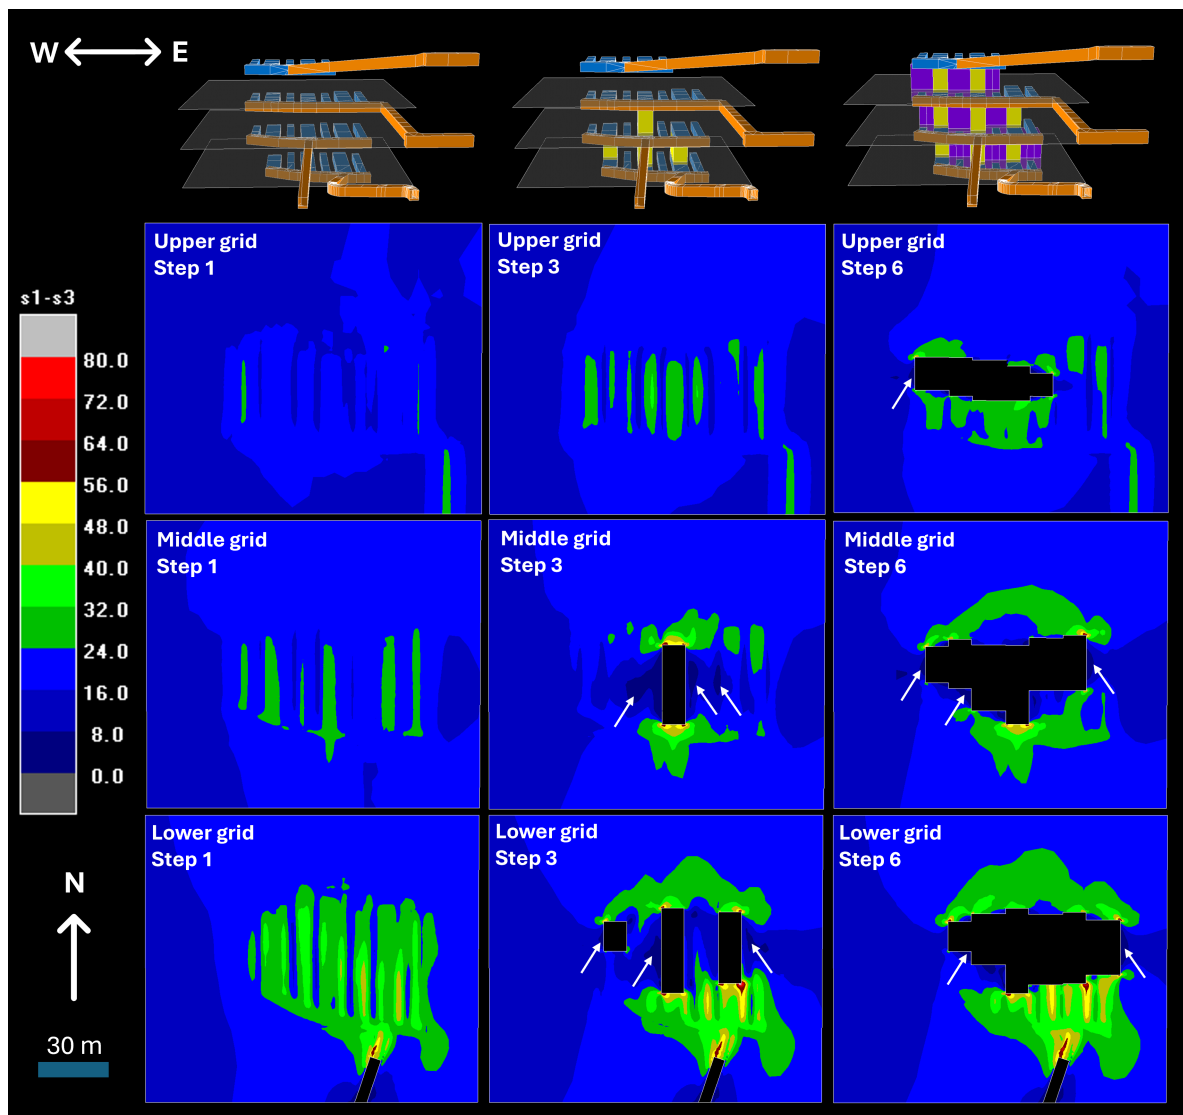 W E
Upper grid
Step 1
Upper grid
Step 3
Upper grid
Step 6
s1-s3
80.0
72.0
64.0
56.0
48.0
40.0
32.0
24.0
16.0
8.0
0.0
Middle grid
Step 1
Middle grid
Step 3
Middle grid
Step 6
Lower grid
Step 1
Lower grid
Step 3
Lower grid
Step 6
N
30 m